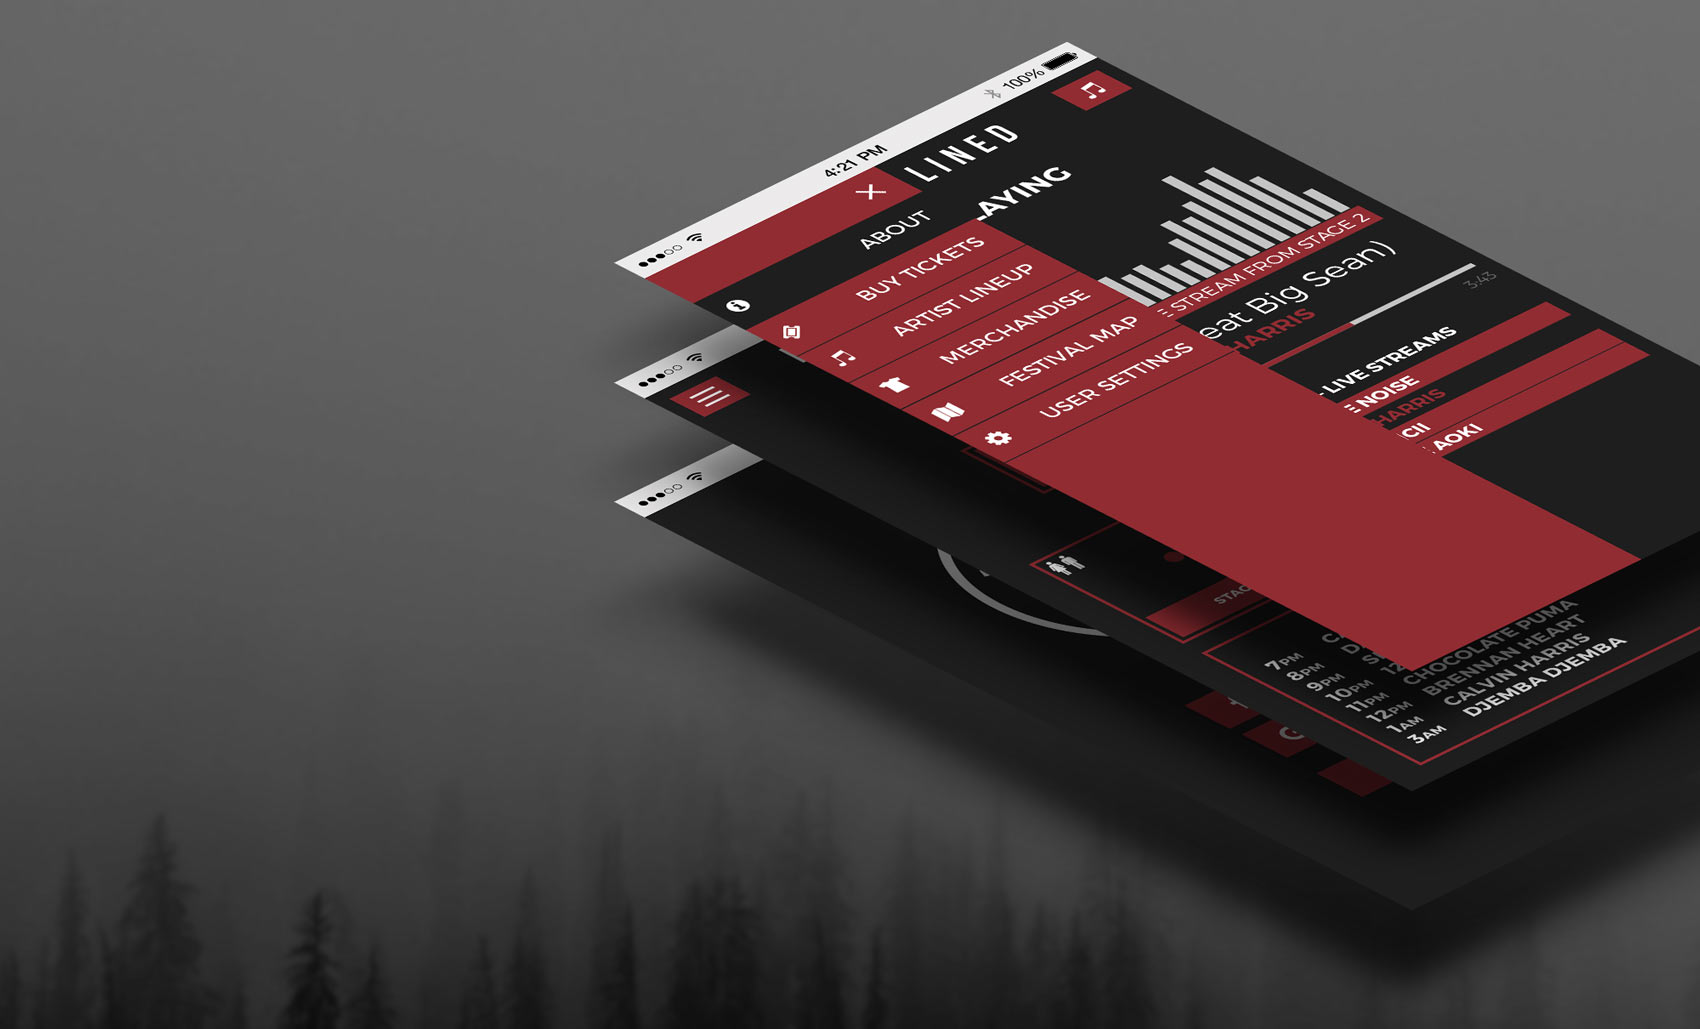 4:21 PM
100%
LINED
AYING
ABOUT
BUY TICKETS
ARTIST LINEUP
MERCHANDISE
FESTIVAL MAP
USER SETTINGS
STREAM FROM STAGE 2
eat Big Sean)
HARRIS
3:43
LIVE STREAMS
E NOISE
HARRIS
CII
AOKI
7PM
8PM
9PM
10PM
11PM CHOCOLATE PUMA
12PM BRENNAN HEART
1AM CALVIN HARRIS
3AM DJEMBA DJEMBA